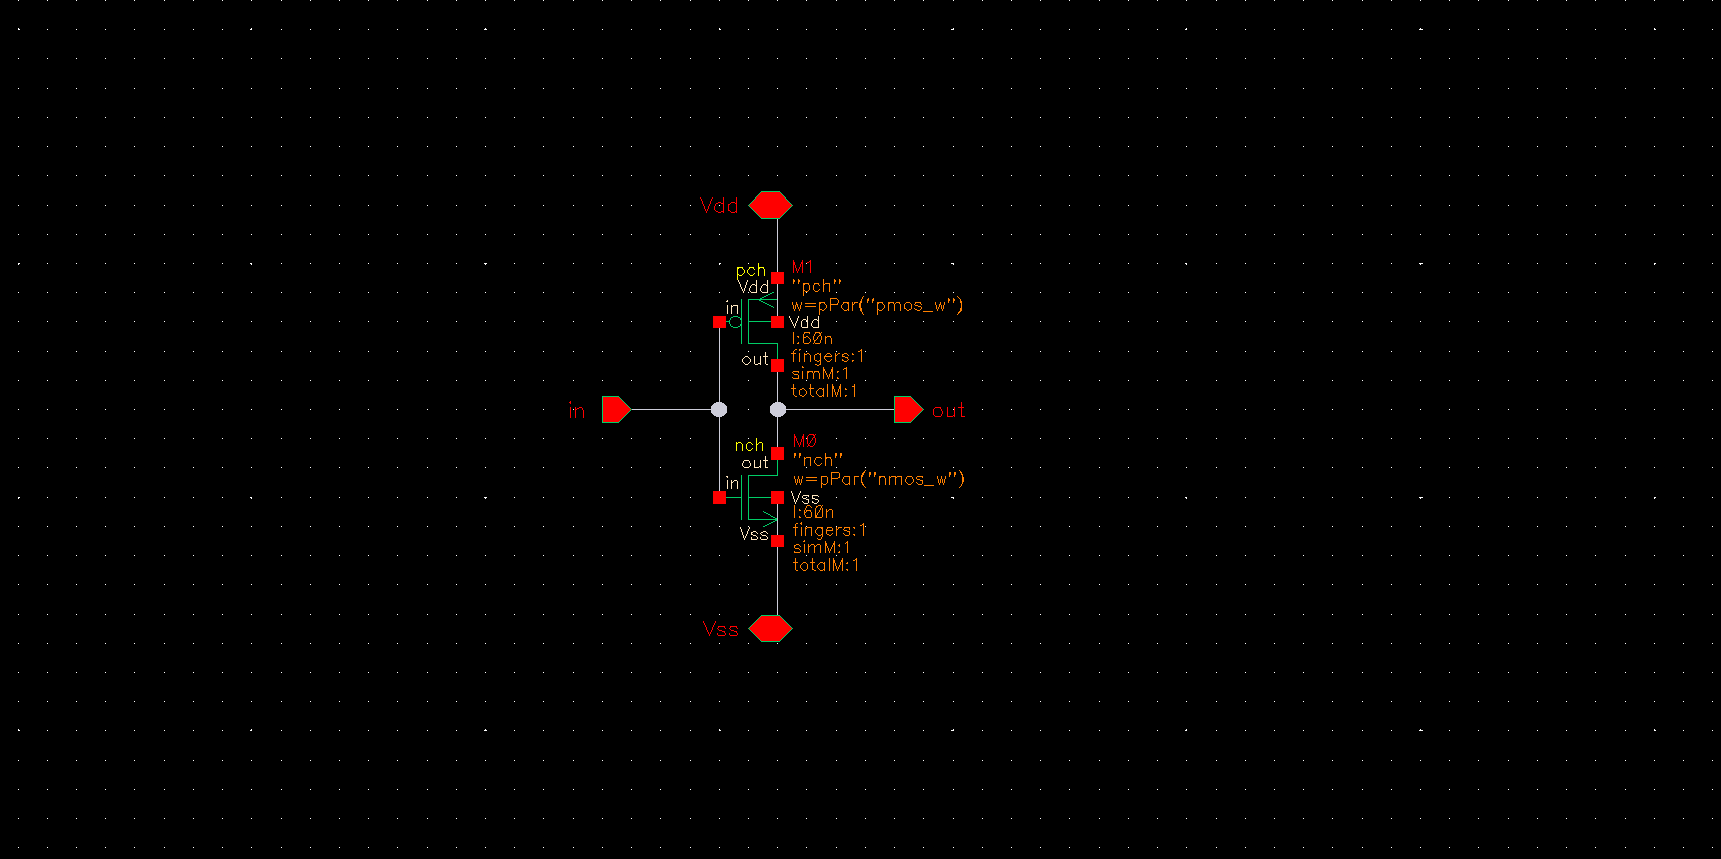 Vdd
pch
M1
Vdd
"pch"
in
w=pPar("pmos_w")
Vdd
l:60n
out
fingers:1
simM:1
totalM:1
in
out
nch
M0
out
"nch"
in
w=pPar("nmos_w")
Vss
l:60n
Vss
fingers:1
simM:1
totalM:1
Vss